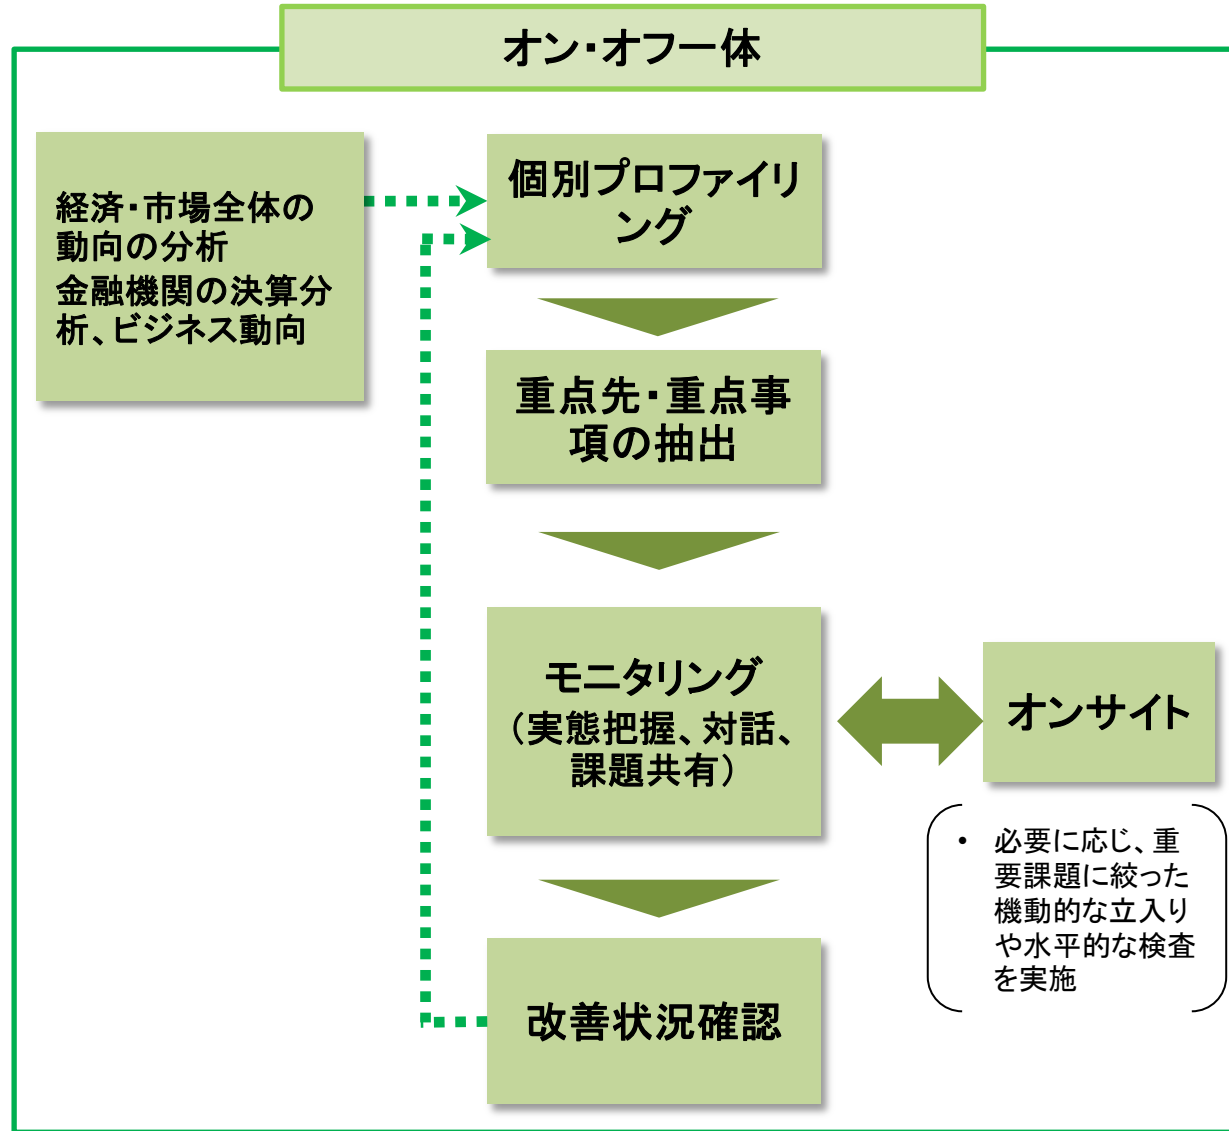 オン・オフ一体
経済・市場全体の
動向の分析
金融機関の決算分
析、ビジネス動向
個別プロファイリ
ング
重点先・重点事
項の抽出
モニタリング
（実態把握、対話、
課題共有）
オンサイト
• 必要に応じ、重
要課題に絞った
機動的な立入り
や水平的な検査
を実施
改善状況確認